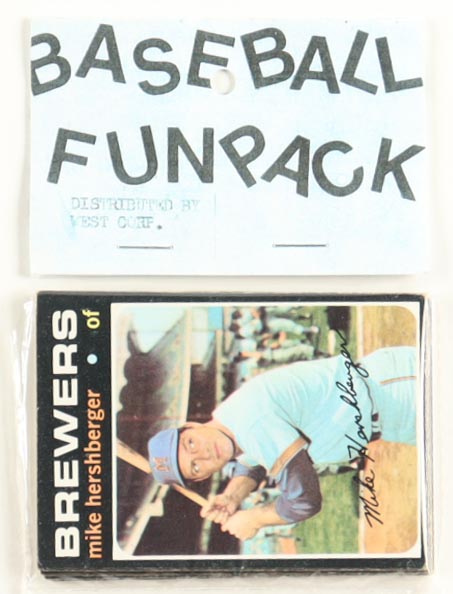 BASEBALL
FUNPACK
DISTRIBUTED BY
WEST CORP.
BREWERS
mike hershberger • of
Mike Hershberger
M